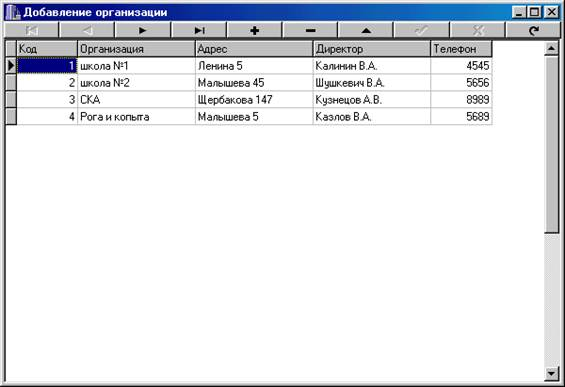 Добавление организации
Код Организация Адрес Директор Телефон
1 школа №1 Ленина 5 Калинин В.А. 4545
2 школа №2 Малышева 45 Шушкевич В.А. 5656
3 СКА Щербакова 147 Кузнецов А.В. 8989
4 Рога и копыта Малышева 5 Казлов В.А. 5689